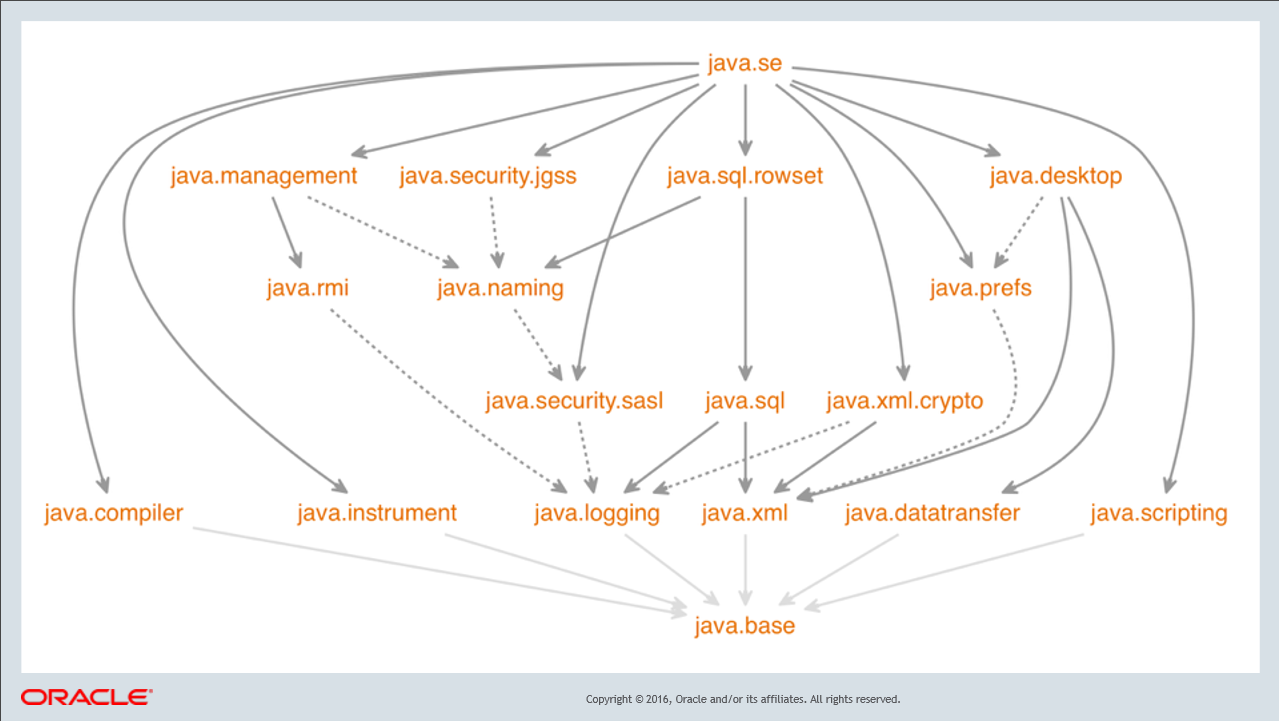 java.se
java.management java.security.jgss java.sql.rowset java.desktop
java.rmi java.naming java.prefs
java.security.sasl java.sql java.xml.crypto
java.compiler java.instrument java.logging java.xml java.datatransfer java.scripting
java.base
ORACLE® Copyright © 2016, Oracle and/or its affiliates. All rights reserved.